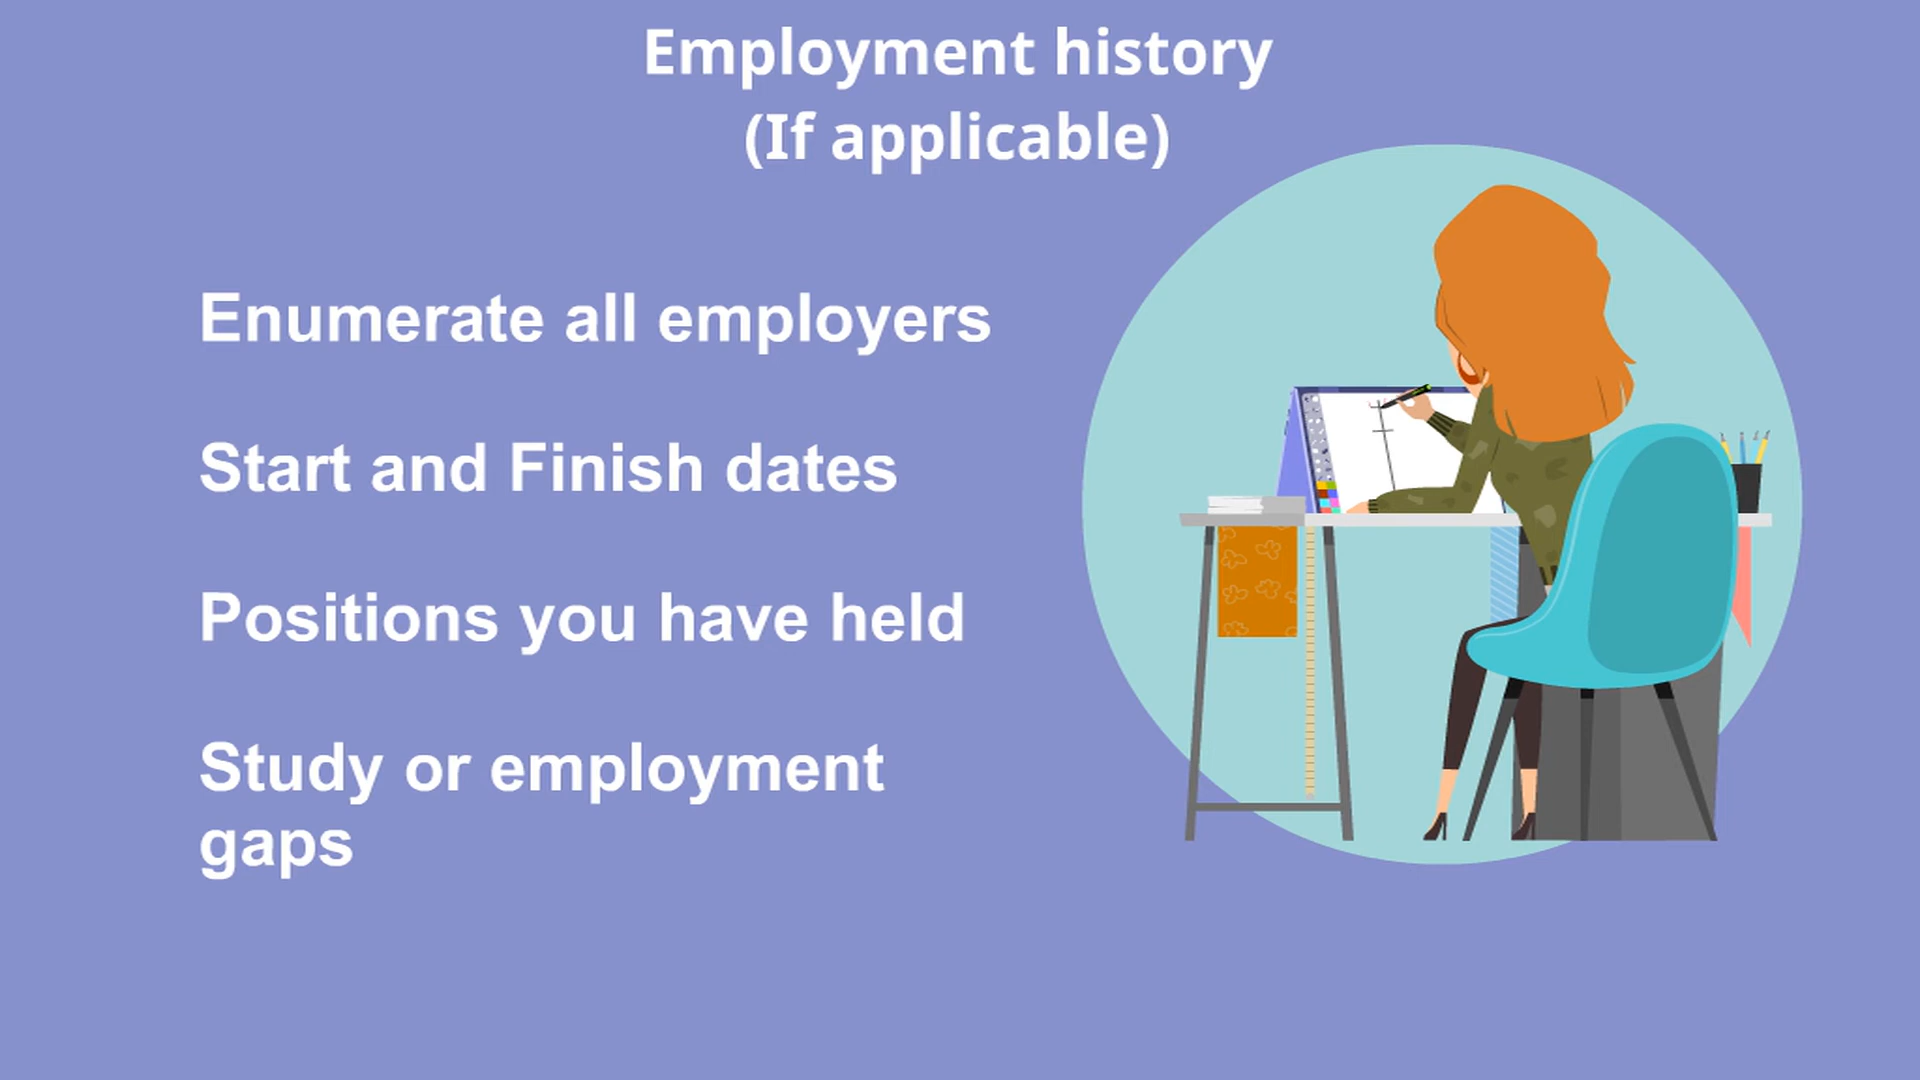 Employment history
(If applicable)
Enumerate all employers
Start and Finish dates
Positions you have held
Study or employment
gaps